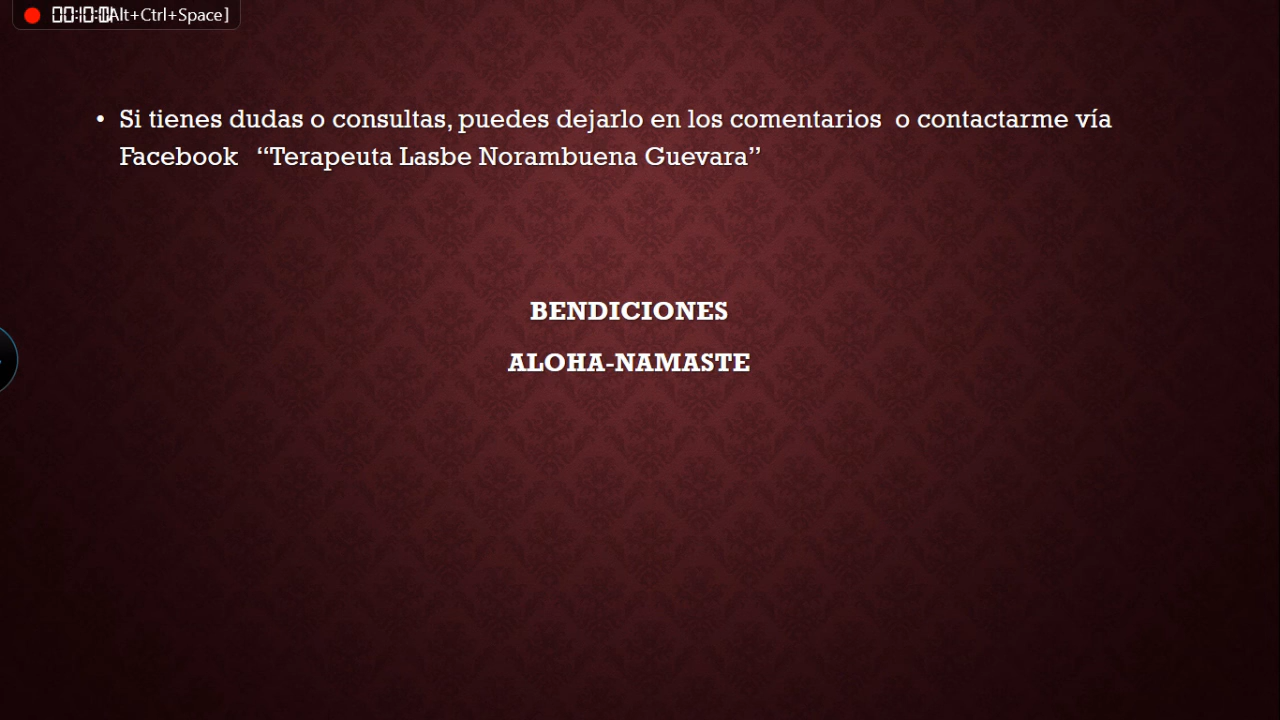 [Alt+Ctrl+Space]
• Si tienes dudas o consultas, puedes dejarlo en los comentarios o contactarme vía
Facebook “Terapeuta Lasbe Norambuena Guevara”
BENDICIONES
ALOHA-NAMASTE